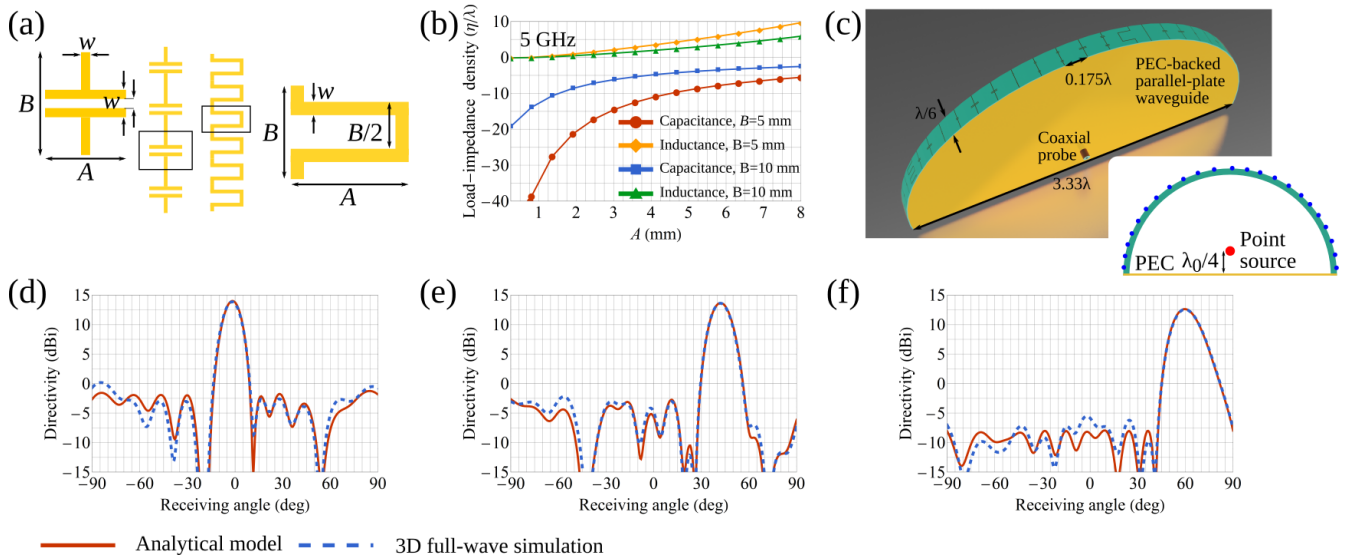 (a)
w
B
w
A
w
B
B/2
A
(b)
Load−impedance density (η/λ)
10
0
−10
−20
−30
−40
5 GHz
Capacitance, B=5 mm
Inductance, B=5 mm
Capacitance, B=10 mm
Inductance, B=10 mm
1 2 3 4 5 6 7 8
A (mm)
(c)
λ/6
0.175λ
PEC-backed
parallel-plate
waveguide
Coaxial
probe
3.33λ
Point
source
PEC
λ0/4
(d)
Directivity (dBi)
15
10
5
0
−5
−10
−15
−90 −60 −30 0 30 60 90
Receiving angle (deg)
(e)
Directivity (dBi)
15
10
5
0
−5
−10
−15
−90 −60 −30 0 30 60 90
Receiving angle (deg)
(f)
Directivity (dBi)
15
10
5
0
−5
−10
−15
−90 −60 −30 0 30 60 90
Receiving angle (deg)
Analytical model
3D full-wave simulation